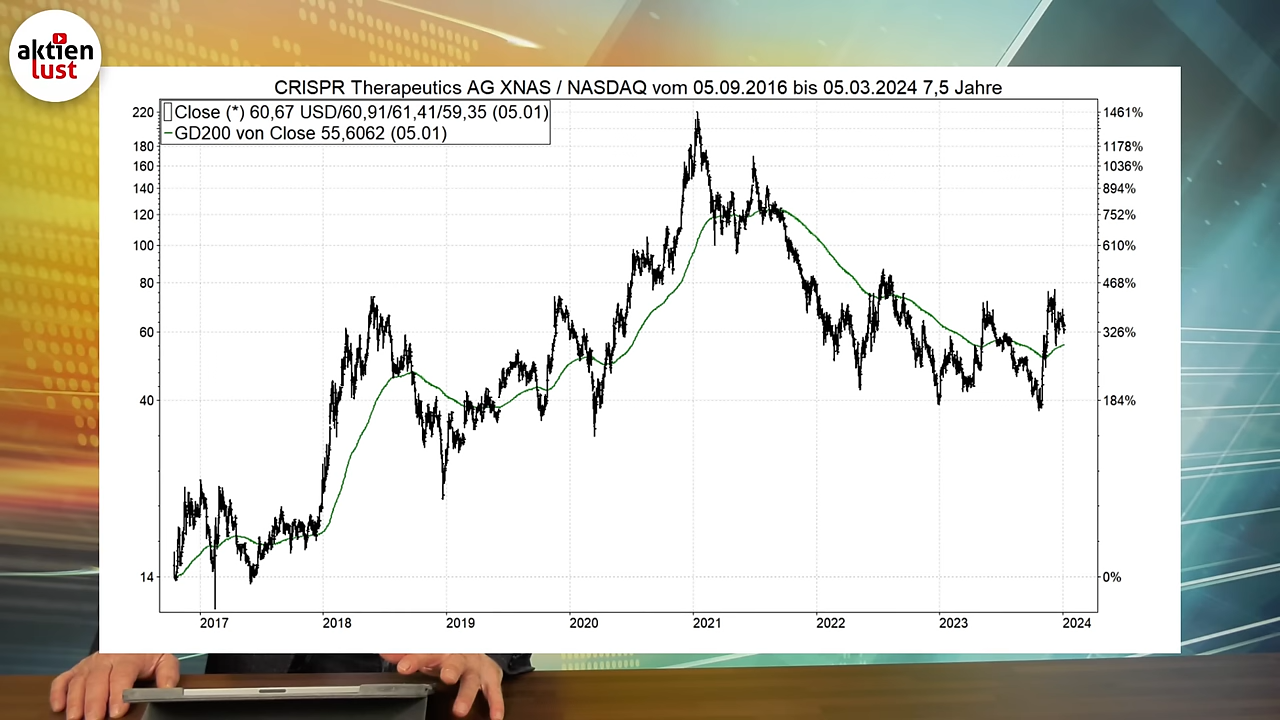 aktien
lust
CRISPR Therapeutics AG XNAS / NASDAQ vom 05.09.2016 bis 05.03.2024 7,5 Jahre
Close (*) 60,67 USD/60,91/61,41/59,35 (05.01)
GD200 von Close 55,6062 (05.01)
220 1461%
180 1178%
160 1036%
140 894%
120 752%
100 610%
80 468%
60 326%
40 184%
14 0%
2017 2018 2019 2020 2021 2022 2023 2024